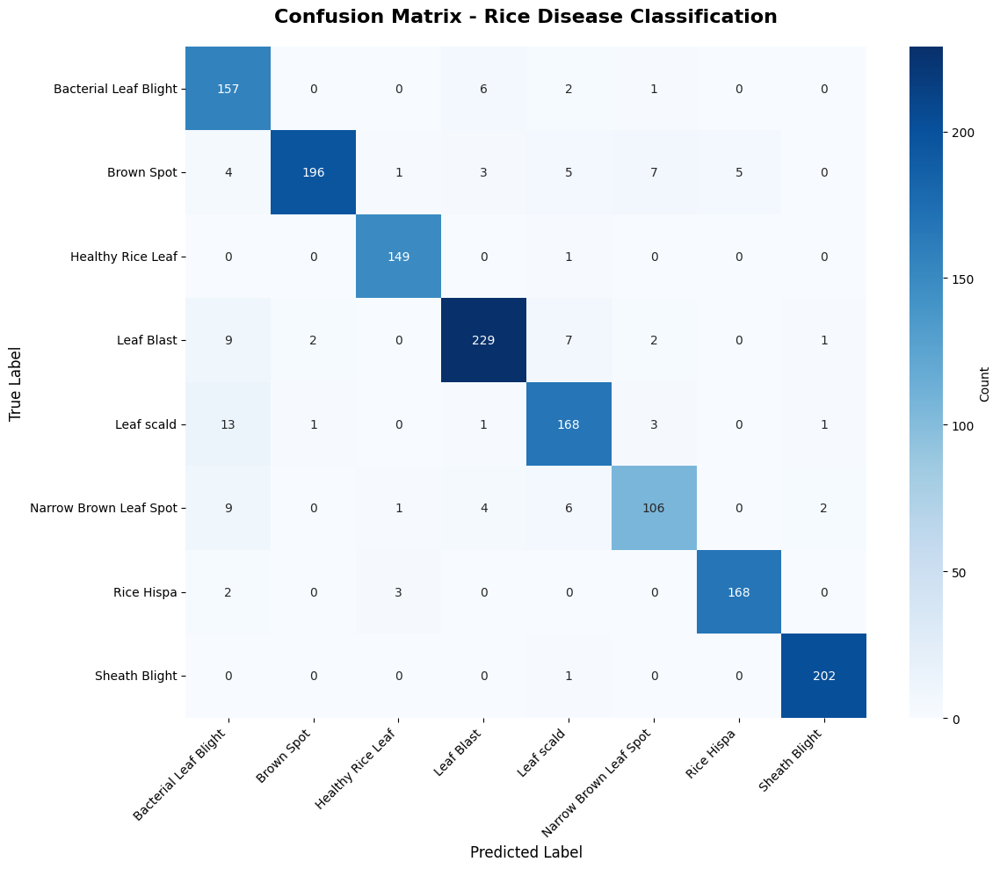 Confusion Matrix - Rice Disease Classification
True Label
Bacterial Leaf Blight 157 0 0 6 2 1 0 0
Brown Spot 4 196 1 3 5 7 5 0
Healthy Rice Leaf 0 0 149 0 1 0 0 0
Leaf Blast 9 2 0 229 7 2 0 1
Leaf scald 13 1 0 1 168 3 0 1
Narrow Brown Leaf Spot 9 0 1 4 6 106 0 2
Rice Hispa 2 0 3 0 0 0 168 0
Sheath Blight 0 0 0 0 1 0 0 202
Bacterial Leaf Blight
Brown Spot
Healthy Rice Leaf
Leaf Blast
Leaf scald
Narrow Brown Leaf Spot
Rice Hispa
Sheath Blight
Predicted Label
200
150
100
50
0
Count